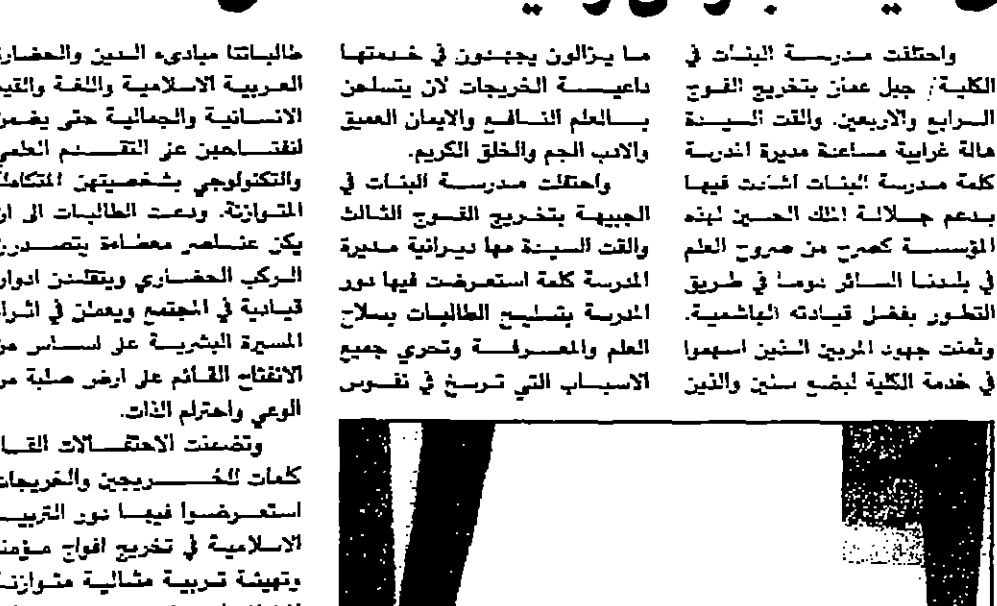 واحتفلت مدرسة البنات في
الكلية / جبل عمان بتخريج الفوج
الرابع والاربعين. والقت السيدة
هالة غرايبة مساعدة مديرة المدرسة
كلمة مدرسة البنات اشادت فيها
بدعم جلالة الملك الحسين لهذه
المؤسسة كصرح من صروح العلم
في بلدنا السائر دوما في طريق
التطور بفضل قيادته الهاشمية.
وثمنت جهود المربين الذين اسهموا
في خدمة الكلية لبضع سنين والذين
ما يزالون يجهدون في خدمتها
داعيــة الخريجات لان يتسلحن
بالعلم النافع والايمان العميق
والادب الجم والخلق الكريم.
واحتفلت مدرسة البنات في
الجبيهة بتخريج الفوج الثالث
والقت السيدة مها ديرانية مديرة
المدرسة كلمة استعرضت فيها دور
المدرسة بتسليح الطالبات بسلاح
العلم والمعرفة وتحري جميع
الاسباب التي ترسخ في نفوس
طالباتنا مبادىء الدين والحضارة
العربية الاسلامية واللغة والقيم
الانسانية والجمالية حتى يضمن
انفتاحهن على التقدم العلمي
والتكنولوجي بشخصيتهن المتكاملة
المتوازنة. ودعت الطالبات الى ان
يكن عناصر معطاءة يتصدرن
الركب الحضاري ويتقلدن ادوار
قيادية في المجتمع ويعملن في اثراء
المسيرة البشرية على اساس من
الانفتاح القائم على ارض صلبة من
الوعي واحترام الذات.
وتضمنت الاحتفالات القاء
كلمات للخريجين والخريجات
استعرضوا فيها دور التربية
الاسلامية في تخريج افواج مؤمنة
وتهيئة تربية مثالية متوازنة